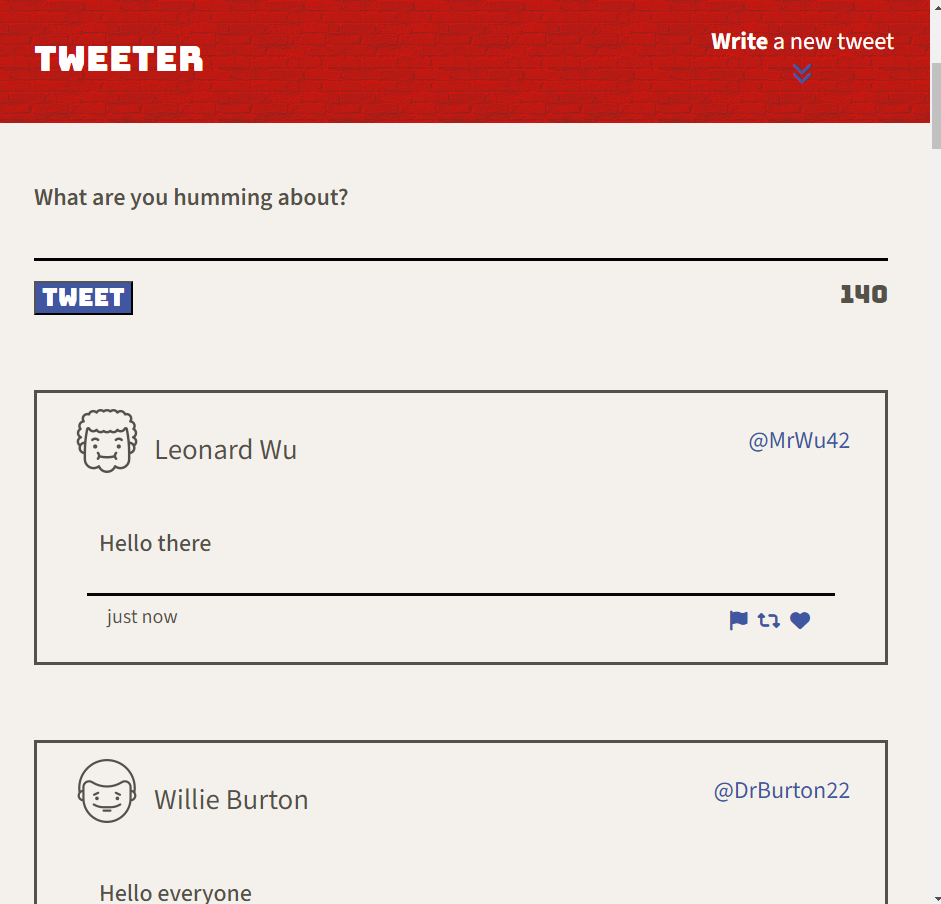 TWEETER
Write a new tweet
What are you humming about?
TWEET
140
Leonard Wu
@MrWu42
Hello there
just now
Willie Burton
@DrBurton22
Hello everyone